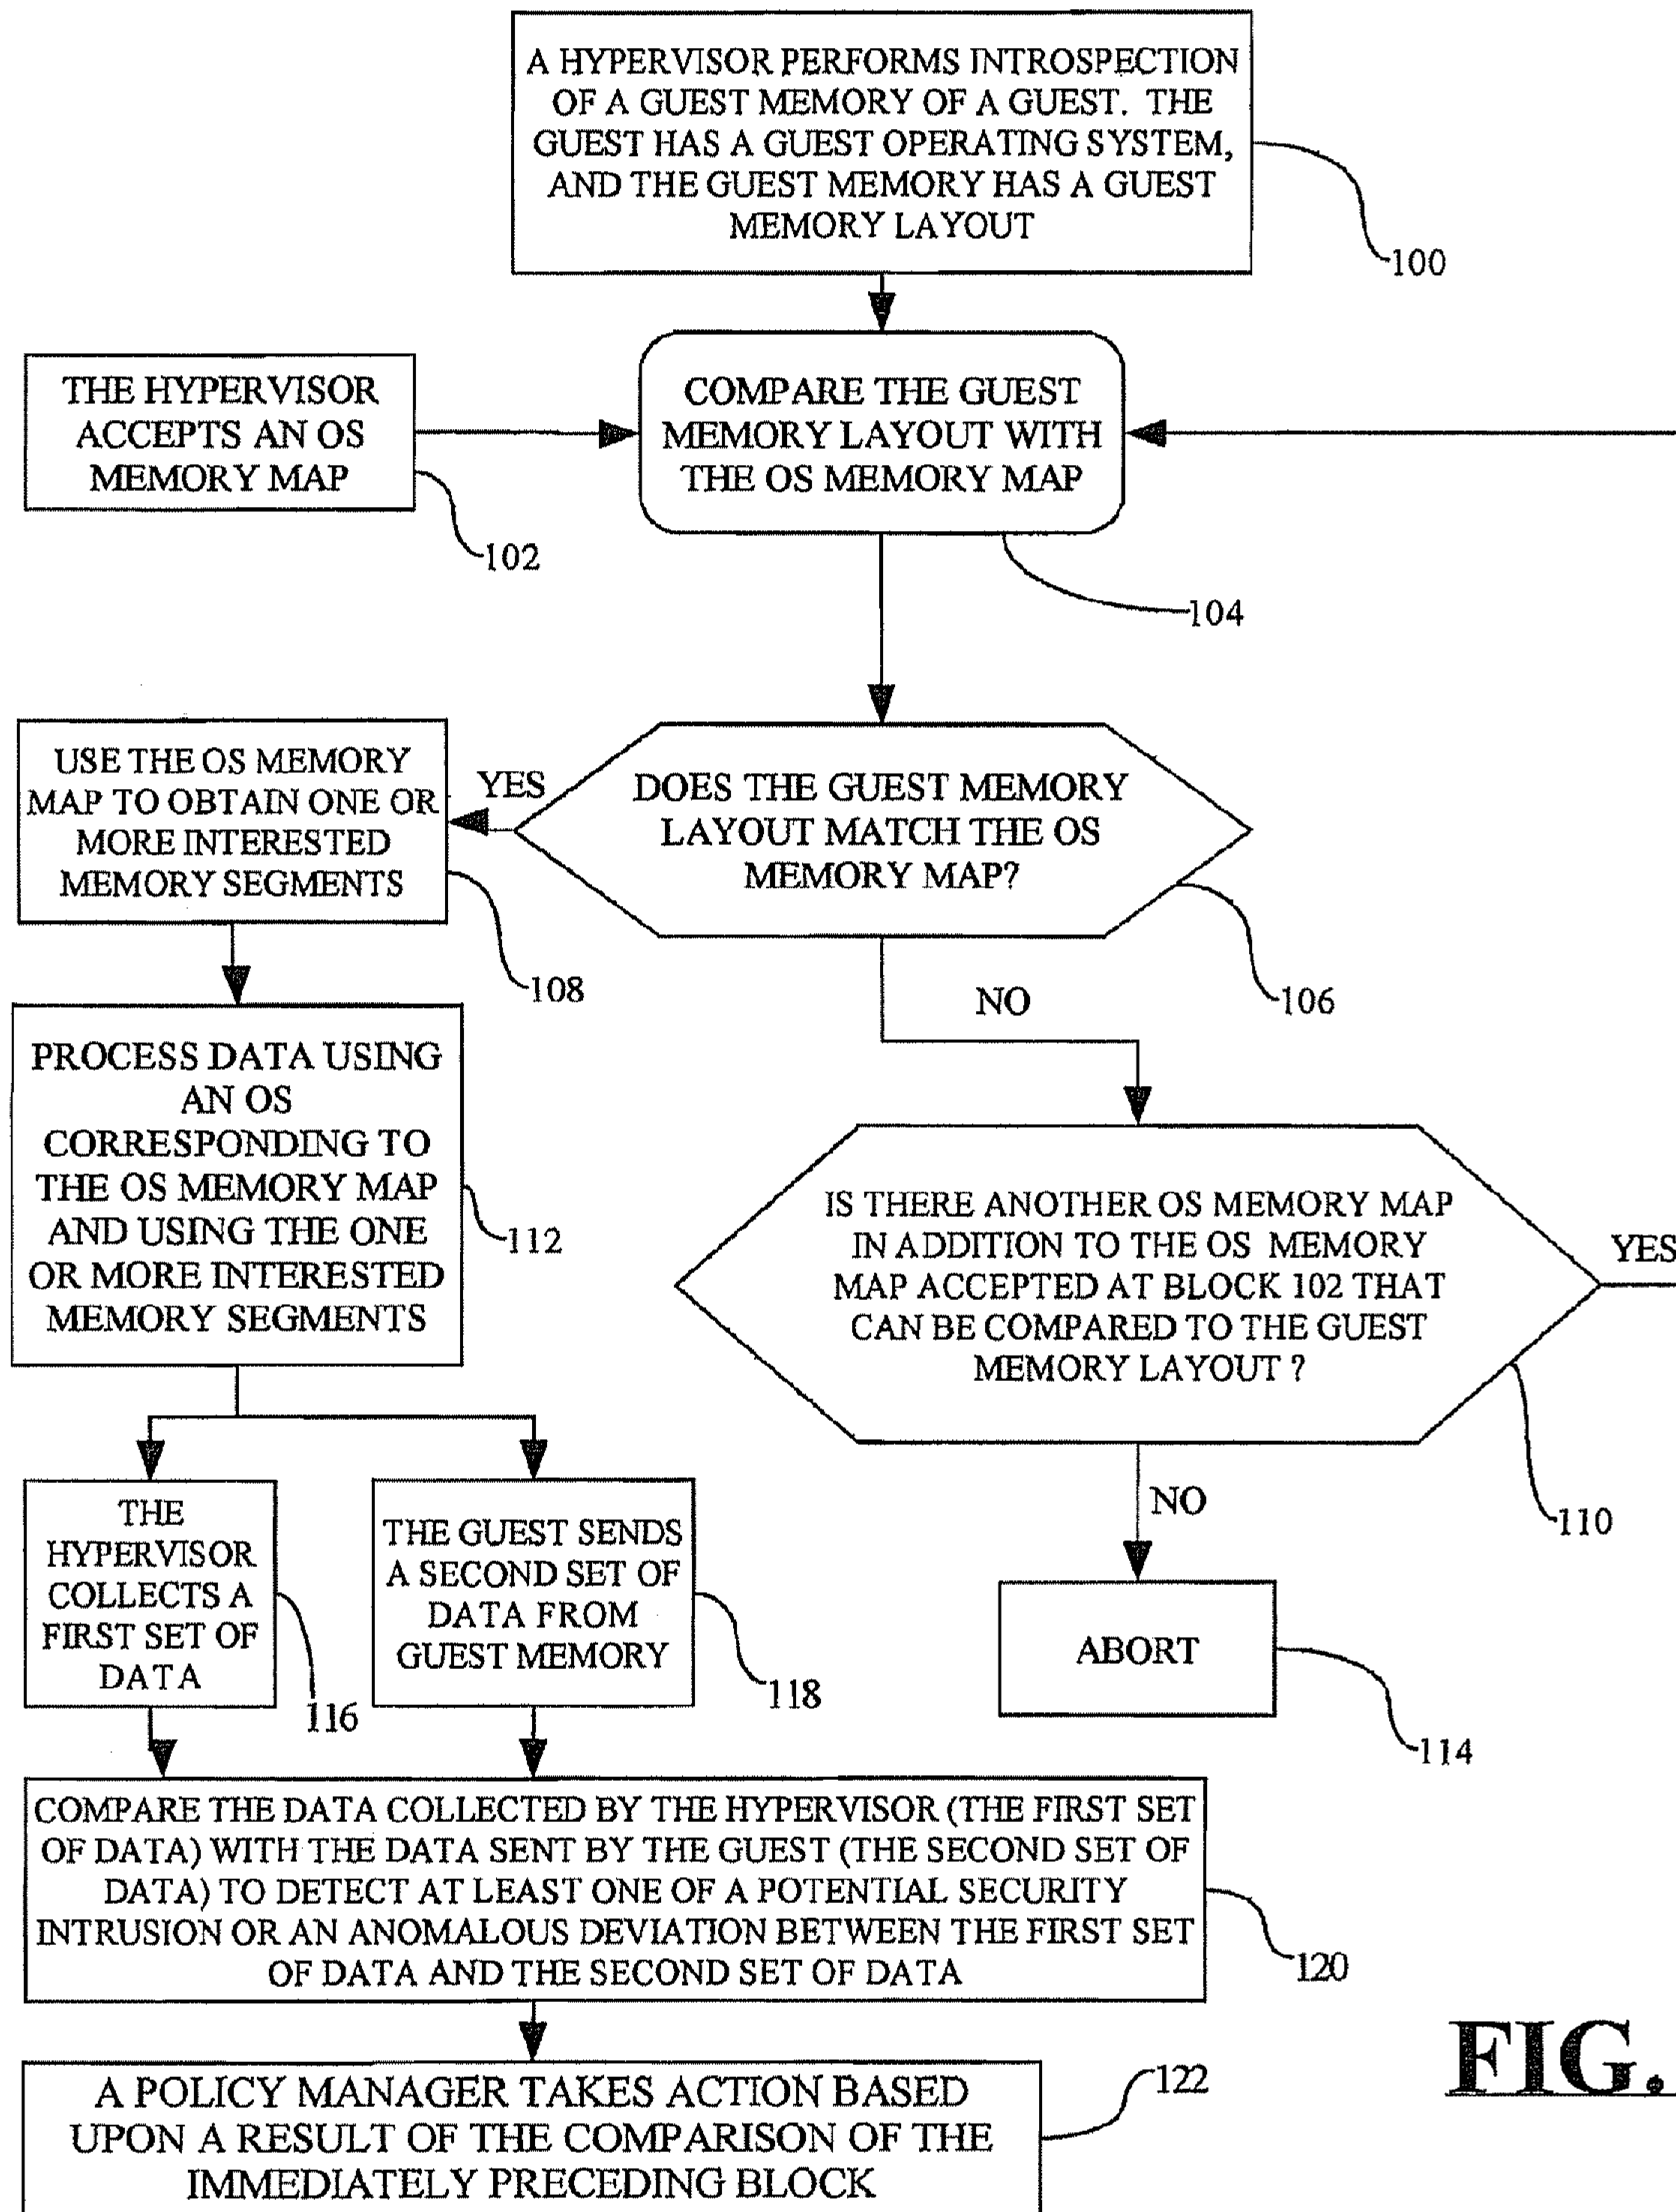 A HYPERVISOR PERFORMS INTROSPECTION
OF A GUEST MEMORY OF A GUEST. THE
GUEST HAS A GUEST OPERATING SYSTEM,
AND THE GUEST MEMORY HAS A GUEST
MEMORY LAYOUT
100
THE HYPERVISOR
ACCEPTS AN OS
MEMORY MAP
102
COMPARE THE GUEST
MEMORY LAYOUT WITH
THE OS MEMORY MAP
104
USE THE OS MEMORY
MAP TO OBTAIN ONE OR
MORE INTERESTED
MEMORY SEGMENTS
108
YES
DOES THE GUEST MEMORY
LAYOUT MATCH THE OS
MEMORY MAP?
106
NO
PROCESS DATA USING
AN OS
CORRESPONDING TO
THE OS MEMORY MAP
AND USING THE ONE
OR MORE INTERESTED
MEMORY SEGMENTS
112
IS THERE ANOTHER OS MEMORY MAP
IN ADDITION TO THE OS MEMORY
MAP ACCEPTED AT BLOCK 102 THAT
CAN BE COMPARED TO THE GUEST
MEMORY LAYOUT ?
YES
110
NO
THE
HYPERVISOR
COLLECTS A
FIRST SET OF
DATA
116
THE GUEST SENDS
A SECOND SET OF
DATA FROM
GUEST MEMORY
118
ABORT
114
COMPARE THE DATA COLLECTED BY THE HYPERVISOR (THE FIRST SET
OF DATA) WITH THE DATA SENT BY THE GUEST (THE SECOND SET OF
DATA) TO DETECT AT LEAST ONE OF A POTENTIAL SECURITY
INTRUSION OR AN ANOMALOUS DEVIATION BETWEEN THE FIRST SET
OF DATA AND THE SECOND SET OF DATA
120
A POLICY MANAGER TAKES ACTION BASED
UPON A RESULT OF THE COMPARISON OF THE
IMMEDIATELY PRECEDING BLOCK
122
FIG.